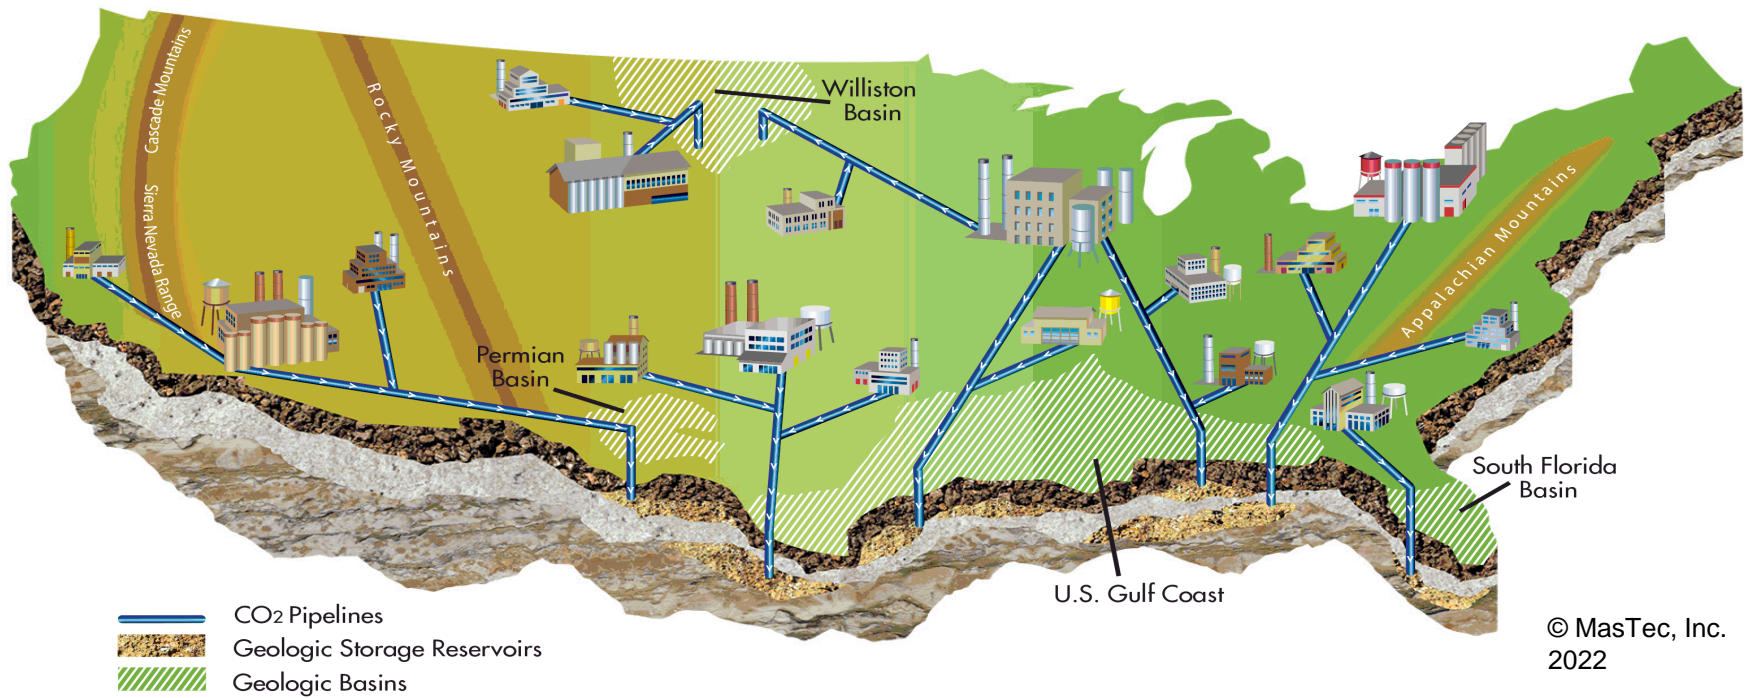 Cascade Mountains
Sierra Nevada Range
Rocky Mountains
Williston
Basin
Appalachian Mountains
Permian
Basin
South Florida
Basin
U.S. Gulf Coast
CO2 Pipelines
Geologic Storage Reservoirs
Geologic Basins
© MasTec, Inc.
2022